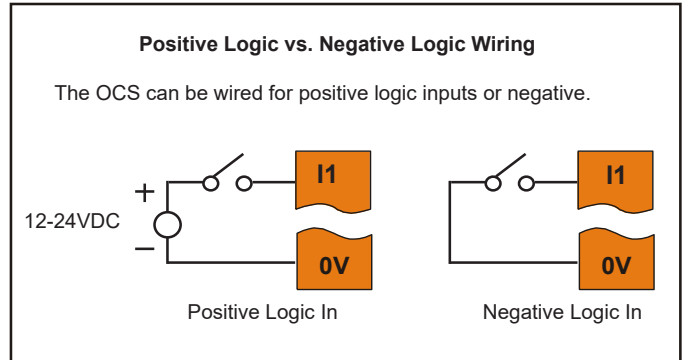 Positive Logic vs. Negative Logic Wiring
The OCS can be wired for positive logic inputs or negative.
I1
I1
+
12-24VDC
–
0V
0V
Positive Logic In
Negative Logic In